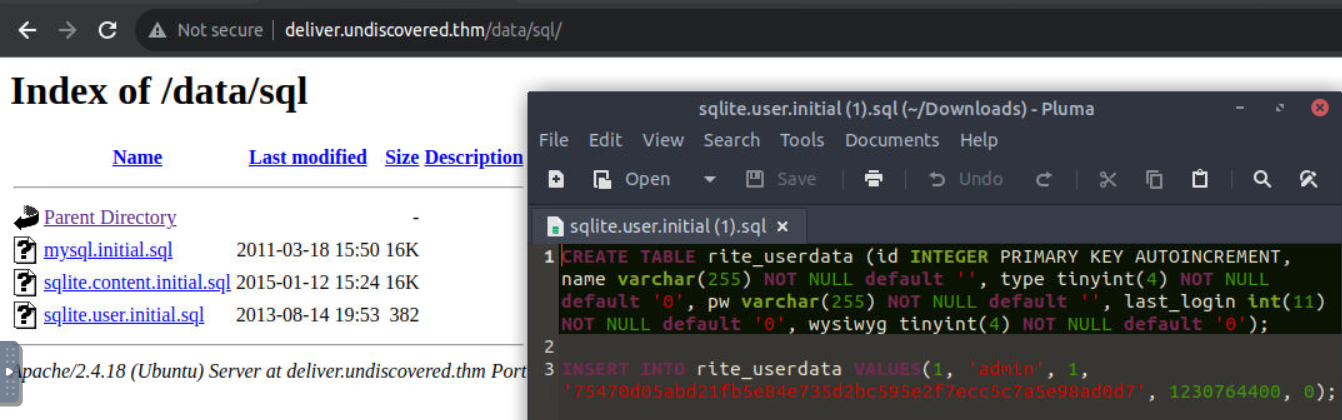 Not secure | deliver.undiscovered.thm/data/sql/
Index of /data/sql
Name Last modified Size Description
Parent Directory -
mysql.initial.sql 2011-03-18 15:50 16K
sqlite.content.initial.sql 2015-01-12 15:24 16K
sqlite.user.initial.sql 2013-08-14 19:53 382
Apache/2.4.18 (Ubuntu) Server at deliver.undiscovered.thm Port
sqlite.user.initial (1).sql (~/Downloads) - Pluma
File Edit View Search Tools Documents Help
Open Save Undo
sqlite.user.initial (1).sql
1 CREATE TABLE rite_userdata (id INTEGER PRIMARY KEY AUTOINCREMENT,
name varchar(255) NOT NULL default '', type tinyint(4) NOT NULL
default '0', pw varchar(255) NOT NULL default '', last_login int(11)
NOT NULL default '0', wysiwyg tinyint(4) NOT NULL default '0');
2
3 INSERT INTO rite_userdata VALUES(1, 'admin', 1,
'75470d05abd21fb5e84e735d2bc595e2f7ecc5c7a5e98ad0d7', 1230764400, 0);